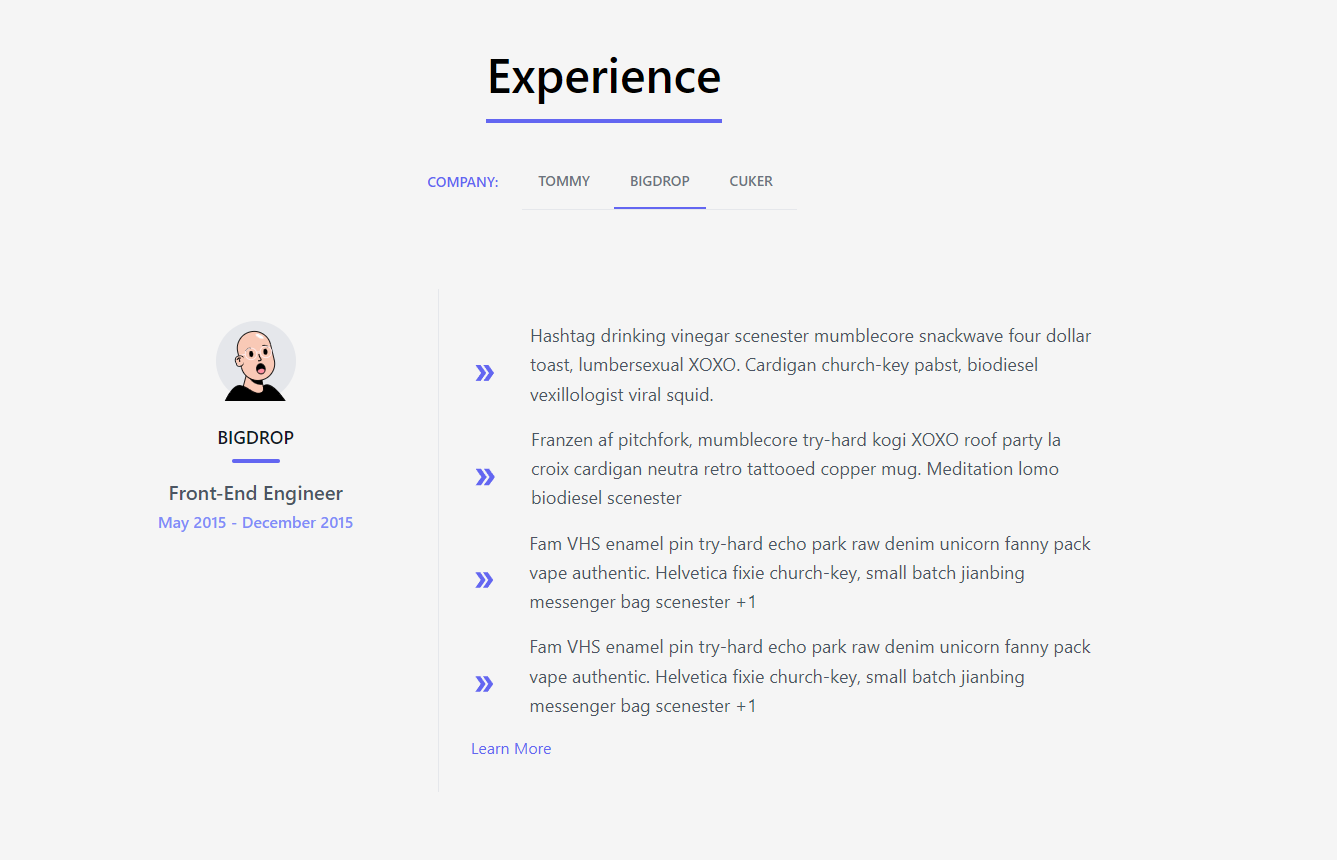 Experience
COMPANY: TOMMY BIGDROP CUKER
BIGDROP
Front-End Engineer
May 2015 - December 2015
Hashtag drinking vinegar scenester mumblecore snackwave four dollar
toast, lumbersexual XOXO. Cardigan church-key pabst, biodiesel
vexillologist viral squid.
Franzen af pitchfork, mumblecore try-hard kogi XOXO roof party la
croix cardigan neutra retro tattooed copper mug. Meditation lomo
biodiesel scenester
Fam VHS enamel pin try-hard echo park raw denim unicorn fanny pack
vape authentic. Helvetica fixie church-key, small batch jianbing
messenger bag scenester +1
Fam VHS enamel pin try-hard echo park raw denim unicorn fanny pack
vape authentic. Helvetica fixie church-key, small batch jianbing
messenger bag scenester +1
Learn More